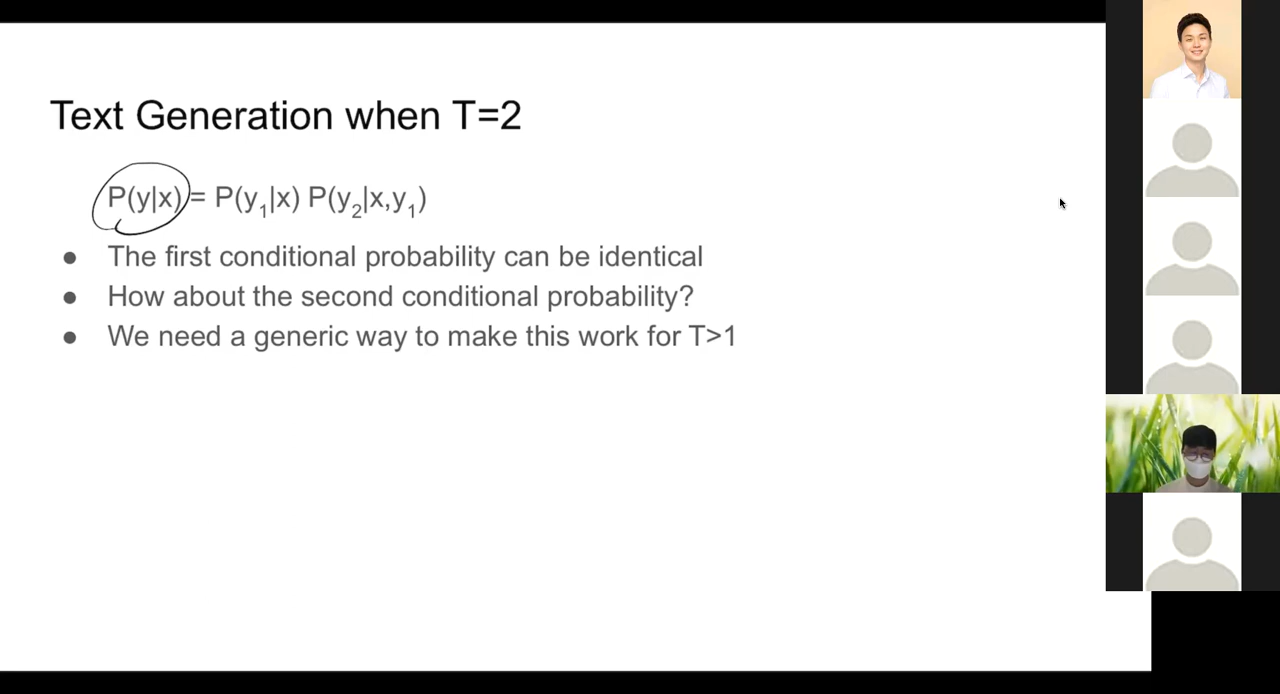 Text Generation when T=2
P(y|x) = P(y₁|x) P(y₂|x,y₁)
● The first conditional probability can be identical
● How about the second conditional probability?
● We need a generic way to make this work for T>1